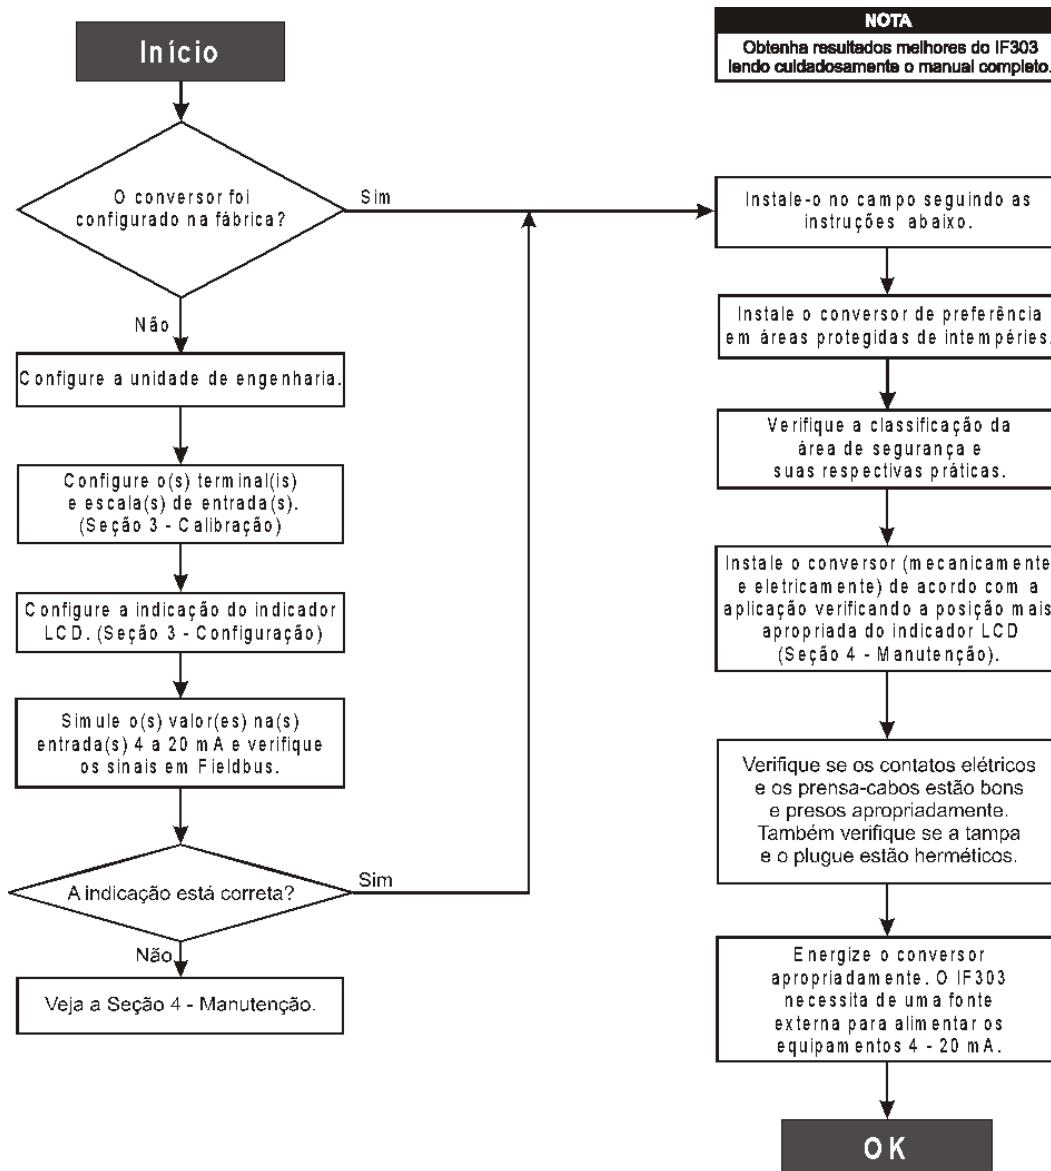 Início
O conversor foi
configurado na fábrica?
Sim
Não
Configure a unidade de engenharia.
Configure o(s) terminal(is)
e escala(s) de entrada(s).
(Seção 3 - Calibração)
Configure a indicação do indicador
LCD. (Seção 3 - Configuração)
Simule o(s) valor(es) na(s)
entrada(s) 4 a 20 mA e verifique
os sinais em Fieldbus.
A indicação está correta?
Sim
Não
Veja a Seção 4 - Manutenção.
NOTA
Obtenha resultados melhores do IF303
lendo cuidadosamente o manual completo.
Instale-o no campo seguindo as
instruções abaixo.
Instale o conversor de preferência
em áreas protegidas de intempéries.
Verifique a classificação da
área de segurança e
suas respectivas práticas.
Instale o conversor (mecanicamente
e eletricamente) de acordo com a
aplicação verificando a posição mais
apropriada do indicador LCD
(Seção 4 - Manutenção).
Verifique se os contatos elétricos
e os prensa-cabos estão bons
e presos apropriadamente.
Também verifique se a tampa
e o plugue estão herméticos.
Energize o conversor
apropriadamente. O IF303
necessita de uma fonte
externa para alimentar os
equipamentos 4 - 20 mA.
OK